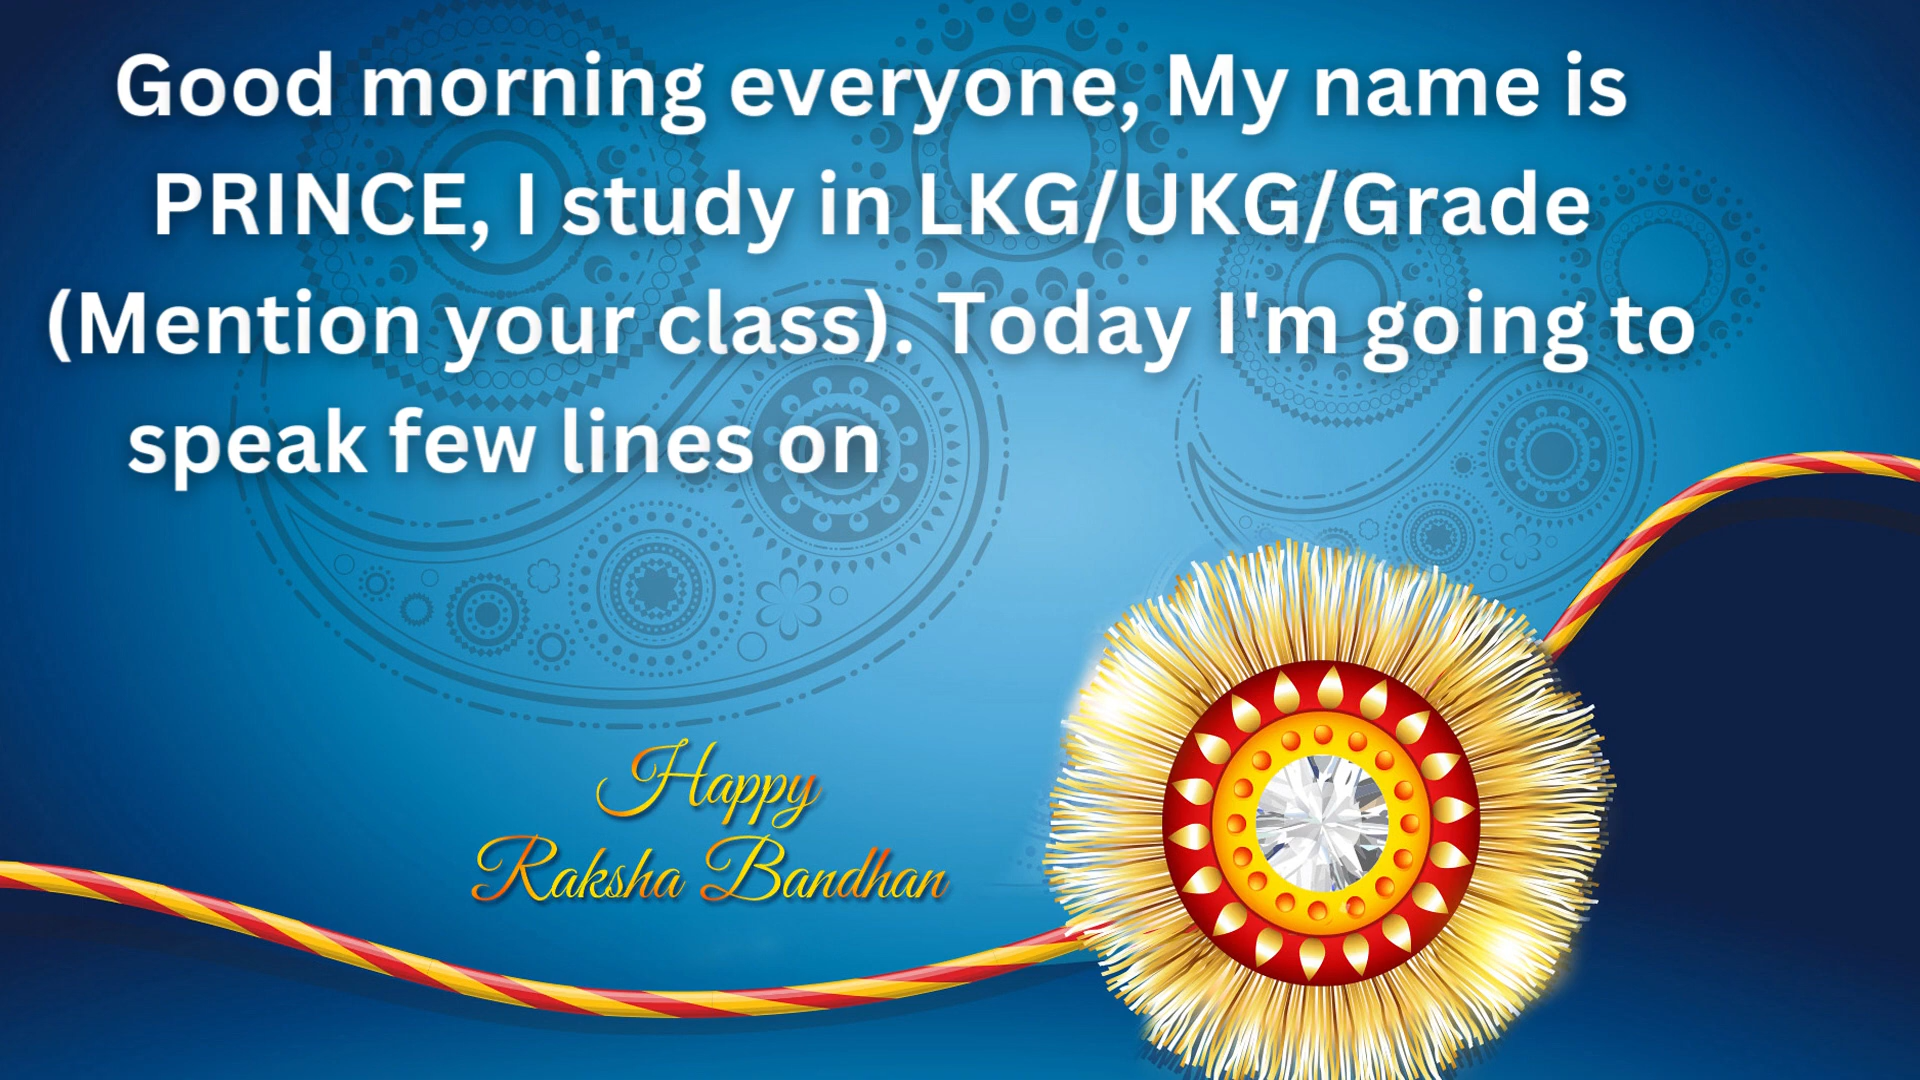 Good morning everyone, My name is
PRINCE, I study in LKG/UKG/Grade
(Mention your class). Today I'm going to
speak few lines on
Happy
Raksha Bandhan